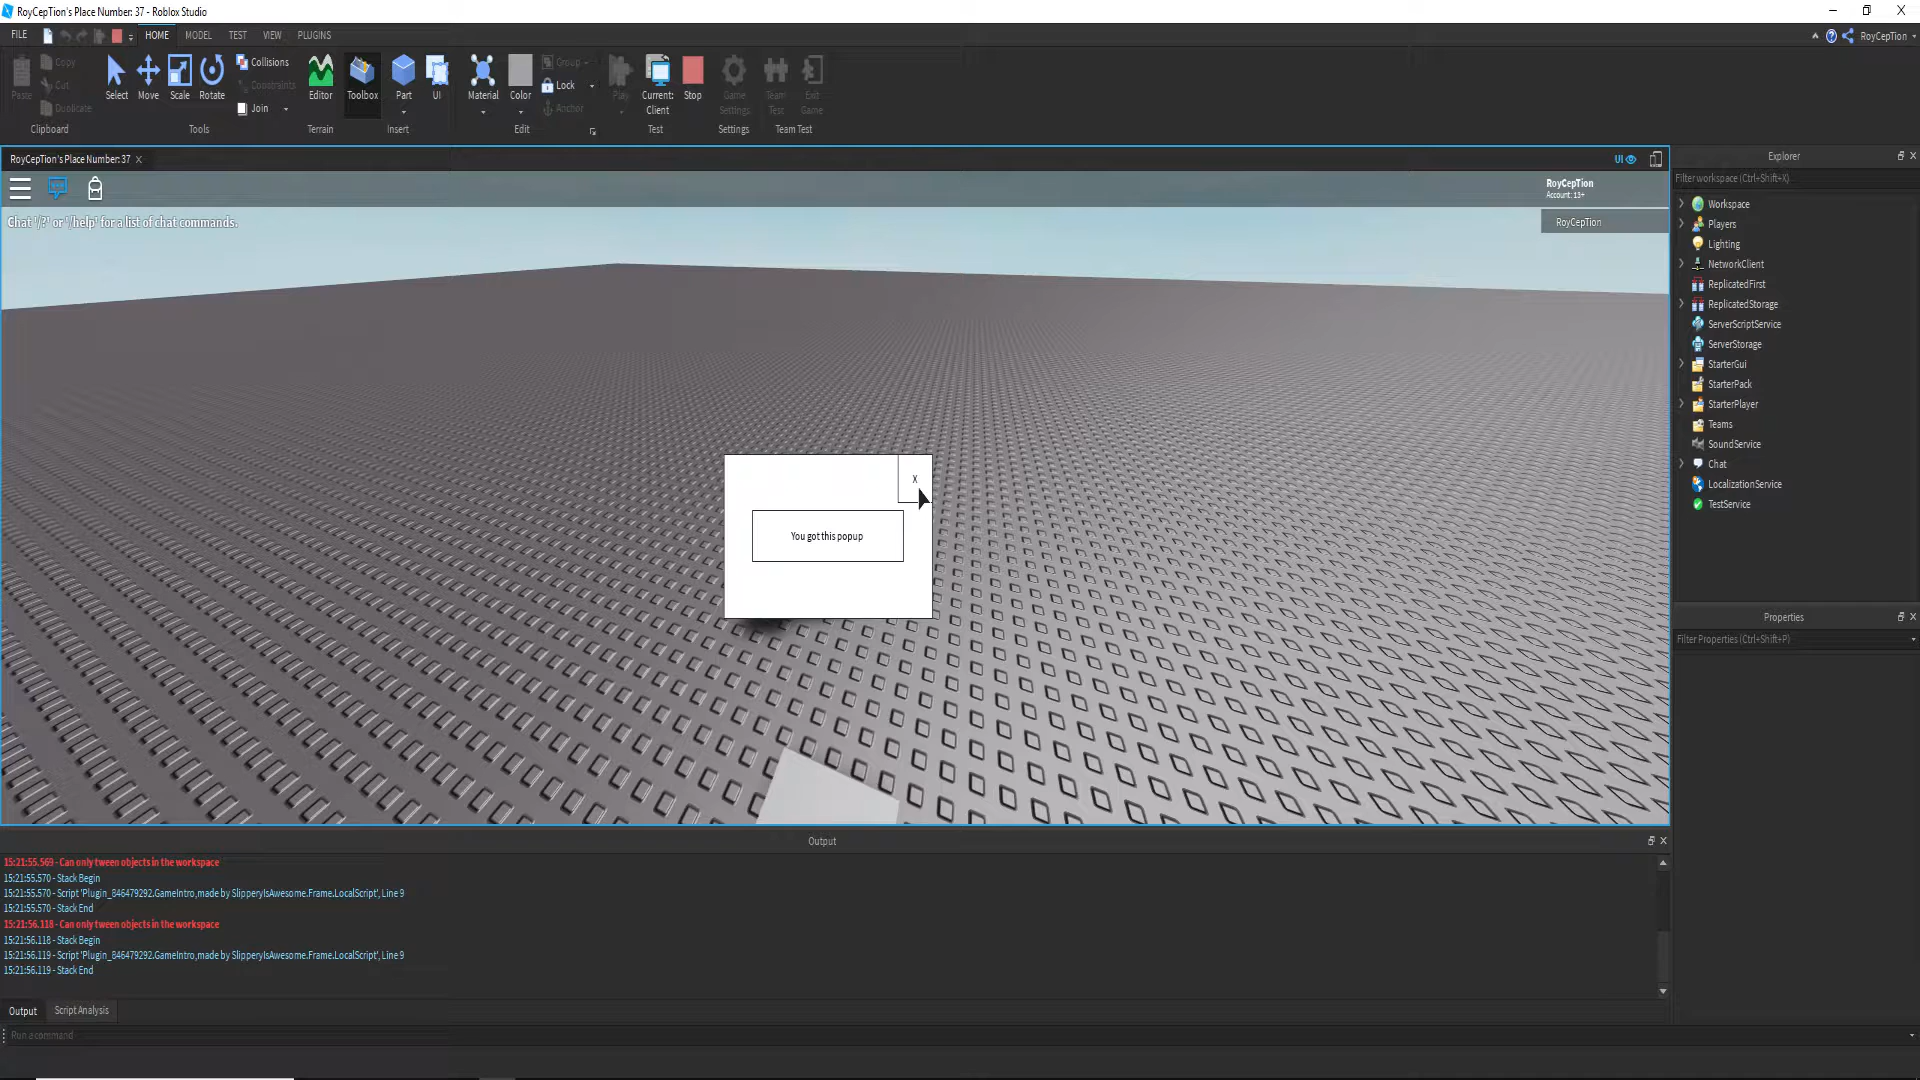 RoyCepTion's Place Number: 37 - Roblox Studio
FILE HOME MODEL TEST VIEW PLUGINS RoyCepTion
Paste Copy Cut Duplicate
Clipboard
Select Move Scale Rotate Collisions Constraints Join
Tools
Editor
Terrain
Toolbox Part UI
Insert
Material Color Group Lock Anchor
Edit
Play Current: Client Stop
Test
Game Settings
Settings
Team Test Exit Game
Team Test
RoyCepTion's Place Number: 37 x UI
RoyCepTion
Account: 13+
Chat '/?' or '/help' for a list of chat commands.
RoyCepTion
X
You got this popup
Explorer
Filter workspace (Ctrl+Shift+X)
Workspace
Players
Lighting
NetworkClient
ReplicatedFirst
ReplicatedStorage
ServerScriptService
ServerStorage
StarterGui
StarterPack
StarterPlayer
Teams
SoundService
Chat
LocalizationService
TestService
Properties
Filter Properties (Ctrl+Shift+P)
Output
15:21:55.569 - Can only tween objects in the workspace
15:21:55.570 - Stack Begin
15:21:55.570 - Script 'Plugin_846479292.GameIntro,made by SlipperyIsAwesome.Frame.LocalScript', Line 9
15:21:55.570 - Stack End
15:21:56.118 - Can only tween objects in the workspace
15:21:56.118 - Stack Begin
15:21:56.119 - Script 'Plugin_846479292.GameIntro,made by SlipperyIsAwesome.Frame.LocalScript', Line 9
15:21:56.119 - Stack End
Output Script Analysis
Run a command